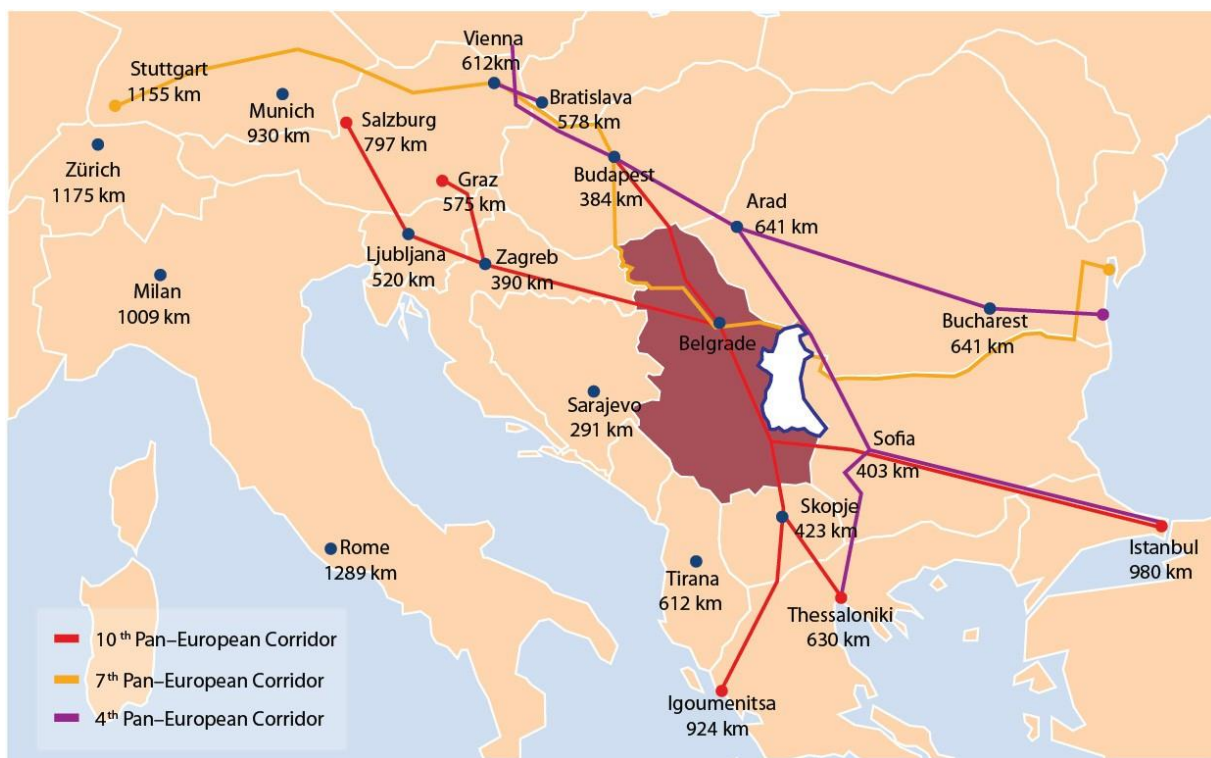 Vienna
612km
Stuttgart
1155 km
Munich
930 km
Bratislava
578 km
Salzburg
797 km
Zürich
1175 km
Graz
575 km
Budapest
384 km
Arad
641 km
Ljubljana
520 km
Zagreb
390 km
Milan
1009 km
Belgrade
Bucharest
641 km
Sarajevo
291 km
Sofia
403 km
Skopje
423 km
Istanbul
980 km
Rome
1289 km
Tirana
612 km
Thessaloniki
630 km
Igoumenitsa
924 km
10th Pan–European Corridor
7th Pan–European Corridor
4th Pan–European Corridor